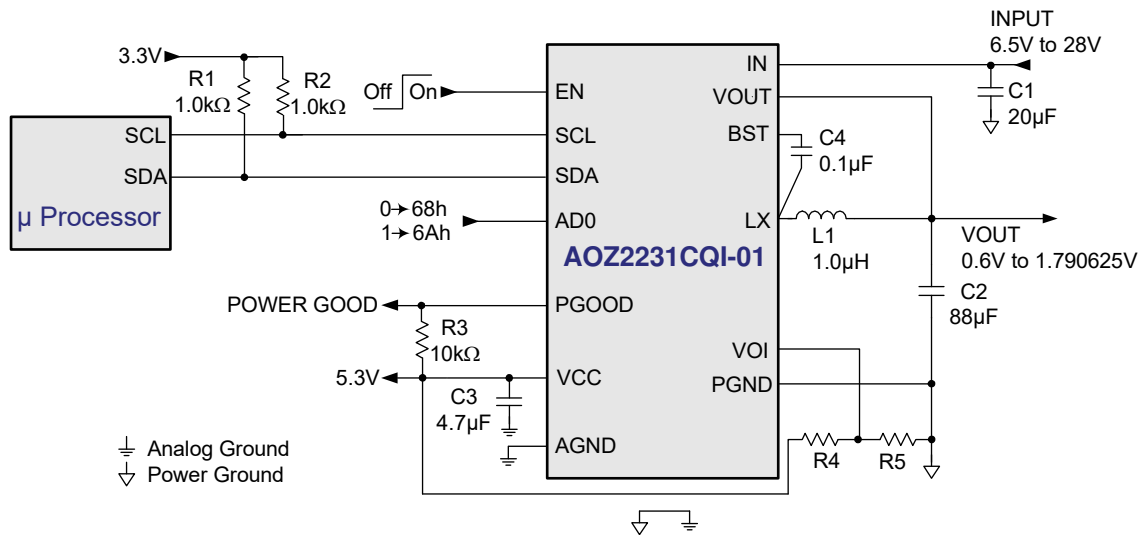 INPUT
6.5V to 28V
3.3V
R1
1.0kΩ
R2
1.0kΩ
Off
On
EN
IN
VOUT
BST
C1
20µF
C4
0.1µF
SCL
SCL
SDA
SDA
µ Processor
0→68h
1→6Ah
AD0
LX
L1
1.0µH
VOUT
0.6V to 1.790625V
AOZ2231CQI-01
C2
88µF
POWER GOOD
PGOOD
R3
10kΩ
VOI
5.3V
VCC
PGND
C3
4.7µF
AGND
R4
R5
Analog Ground
Power Ground